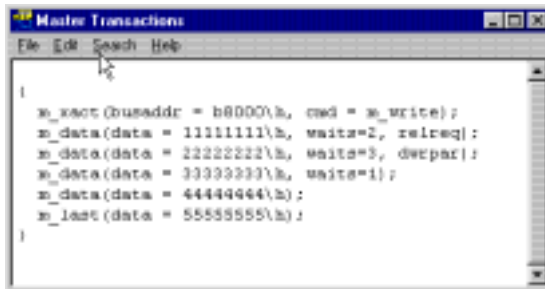 Master Transactions
File Edit Search Help
{
m_xact(busaddr = b8000\h, cmd = m_write);
m_data(data = 11111111\h, waits=2, relreq);
m_data(data = 22222222\h, waits=3, dwrpar);
m_data(data = 33333333\h, waits=1);
m_data(data = 44444444\h);
m_last(data = 55555555\h);
}